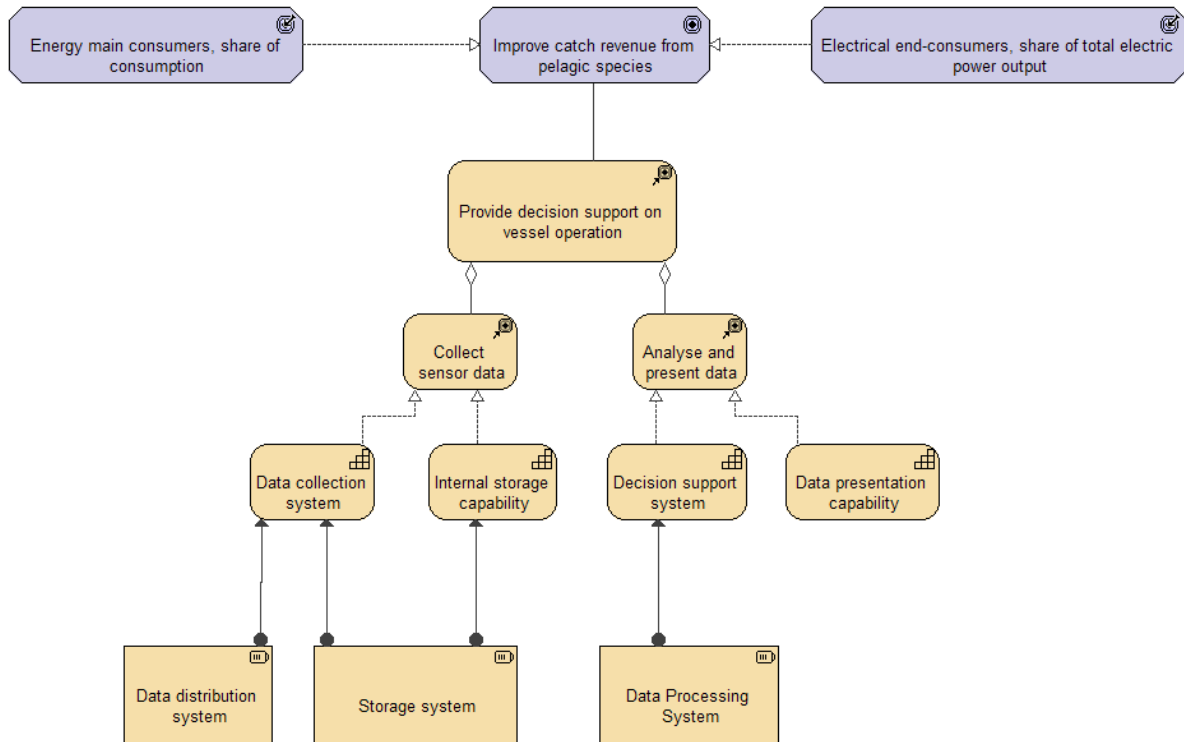 Energy main consumers, share of
consumption
Improve catch revenue from
pelagic species
Electrical end-consumers, share of total electric
power output
Provide decision support on
vessel operation
Collect
sensor data
Analyse and
present data
Data collection
system
Internal storage
capability
Decision support
system
Data presentation
capability
Data distribution
system
Storage system
Data Processing
System